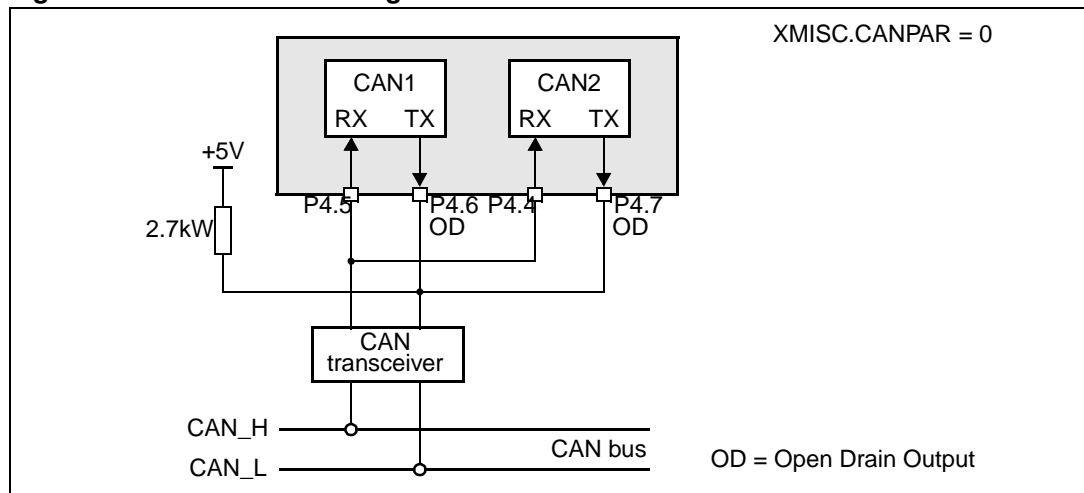 XMISC.CANPAR = 0
CAN1
CAN2
RX TX
RX TX
+5V
P4.5
P4.6
P4.4
P4.7
OD
OD
2.7kW
CAN
transceiver
CAN_H
CAN bus
CAN_L
OD = Open Drain Output